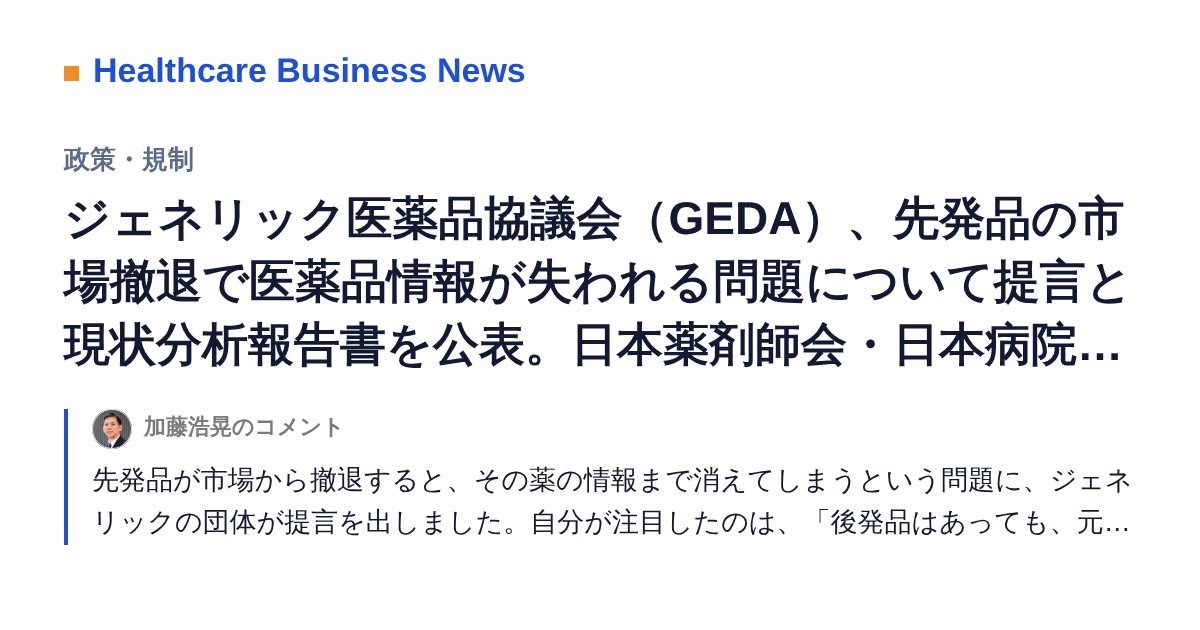 Healthcare Business News
政策・規制
ジェネリック医薬品協議会（GEDA）、先発品の市
場撤退で医薬品情報が失われる問題について提言と
現状分析報告書を公表。日本薬剤師会・日本病院…
加藤浩晃のコメント
先発品が市場から撤退すると、その薬の情報まで消えてしまうという問題に、ジェネ
リックの団体が提言を出しました。自分が注目したのは、「後発品はあっても、元…